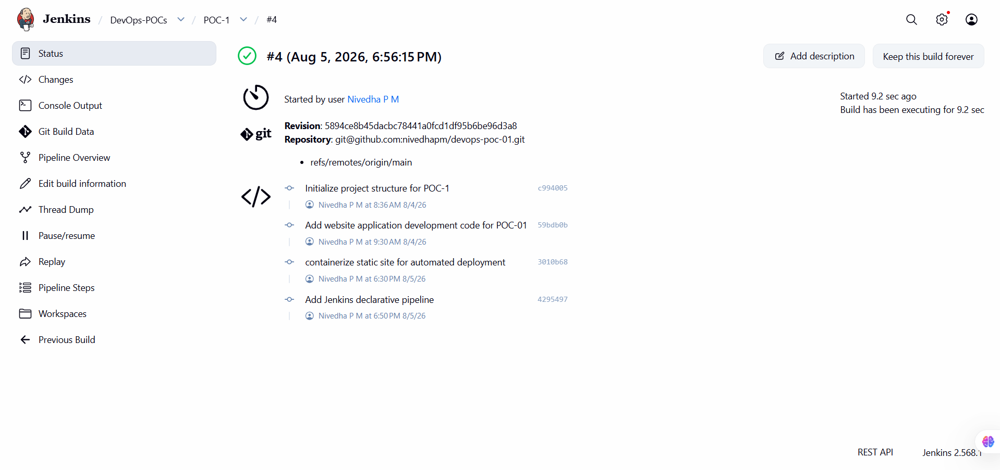 Jenkins / DevOps-POCs / POC-1 / #4
Status
Changes
Console Output
Git Build Data
Pipeline Overview
Edit build information
Thread Dump
Pause/resume
Replay
Pipeline Steps
Workspaces
Previous Build
#4 (Aug 5, 2026, 6:56:15 PM)
Add description
Keep this build forever
Started by user Nivedha P M
Started 9.2 sec ago
Build has been executing for 9.2 sec
git
Revision: 5894ce8b45dacbc78441a0fcd1df95b6be96d3a8
Repository: git@github.com:nivedhapm/devops-poc-01.git
• refs/remotes/origin/main
Initialize project structure for POC-1 c994005
Nivedha P M at 8:36 AM 8/4/26
Add website application development code for POC-01 59bdb0b
Nivedha P M at 9:30 AM 8/4/26
containerize static site for automated deployment 3010b68
Nivedha P M at 6:30 PM 8/5/26
Add Jenkins declarative pipeline 4295497
Nivedha P M at 6:50 PM 8/5/26
REST API
Jenkins 2.568.1